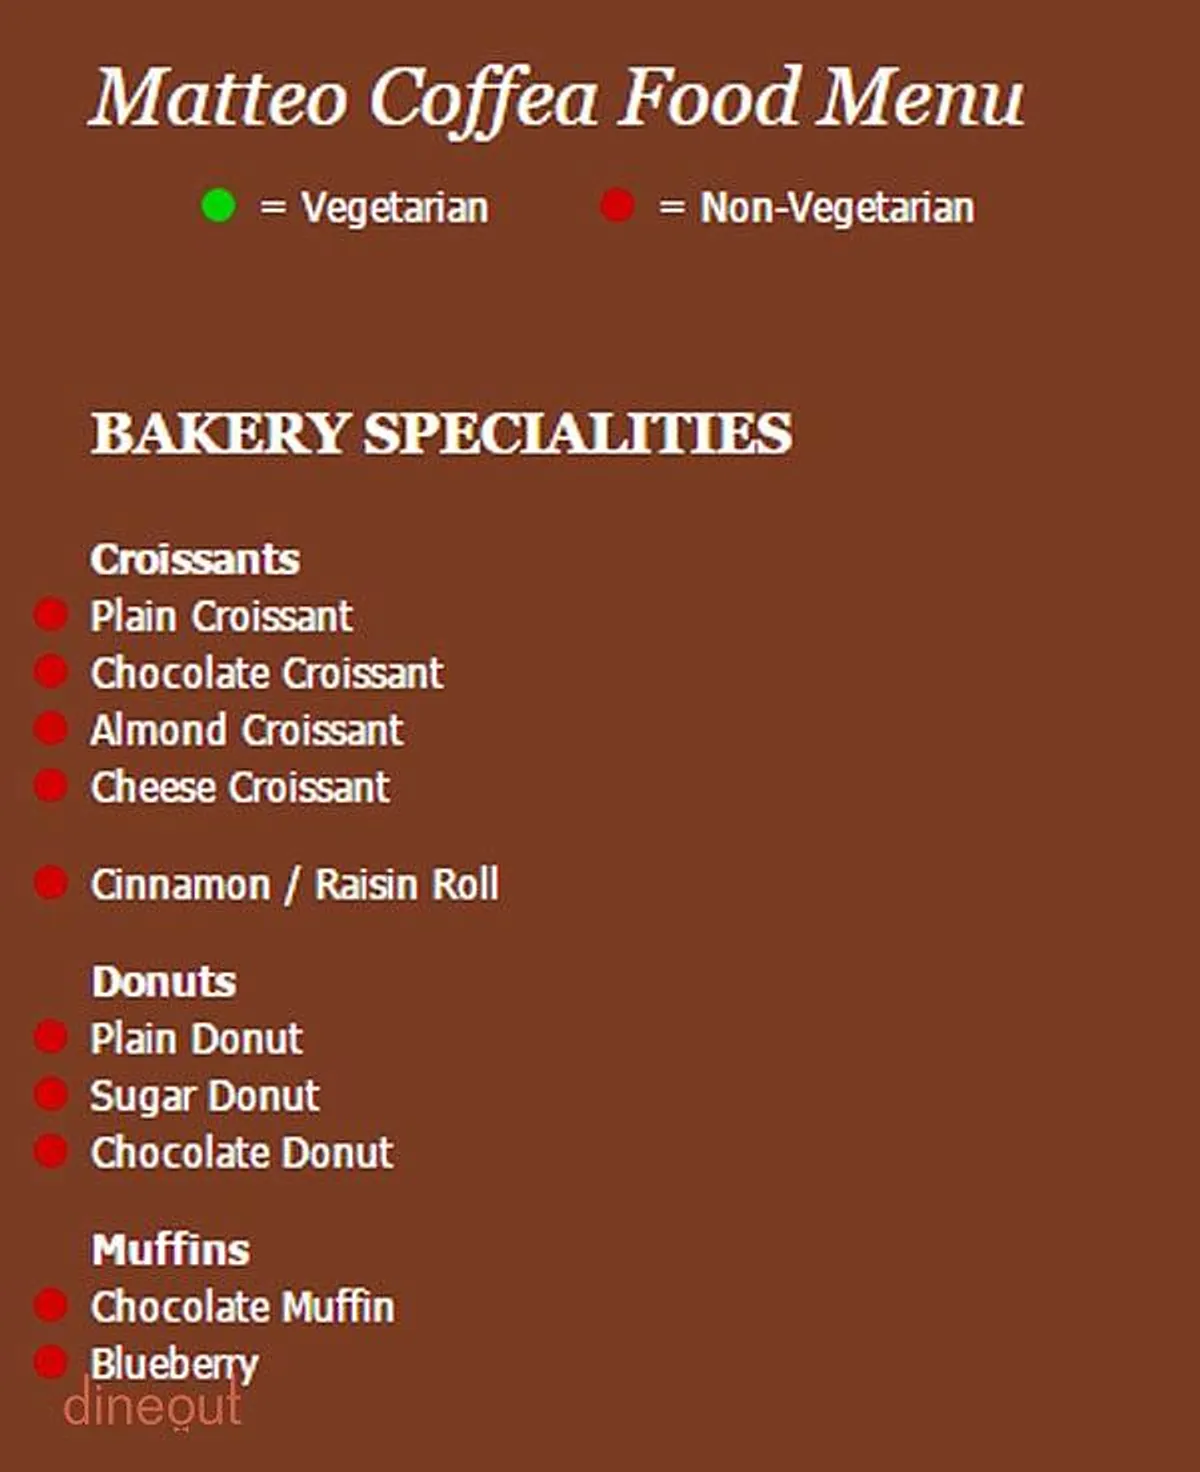 Matteo Coffea Food Menu
= Vegetarian = Non-Vegetarian
BAKERY SPECIALITIES
Croissants
Plain Croissant
Chocolate Croissant
Almond Croissant
Cheese Croissant
Cinnamon / Raisin Roll
Donuts
Plain Donut
Sugar Donut
Chocolate Donut
Muffins
Chocolate Muffin
Blueberry
dineout